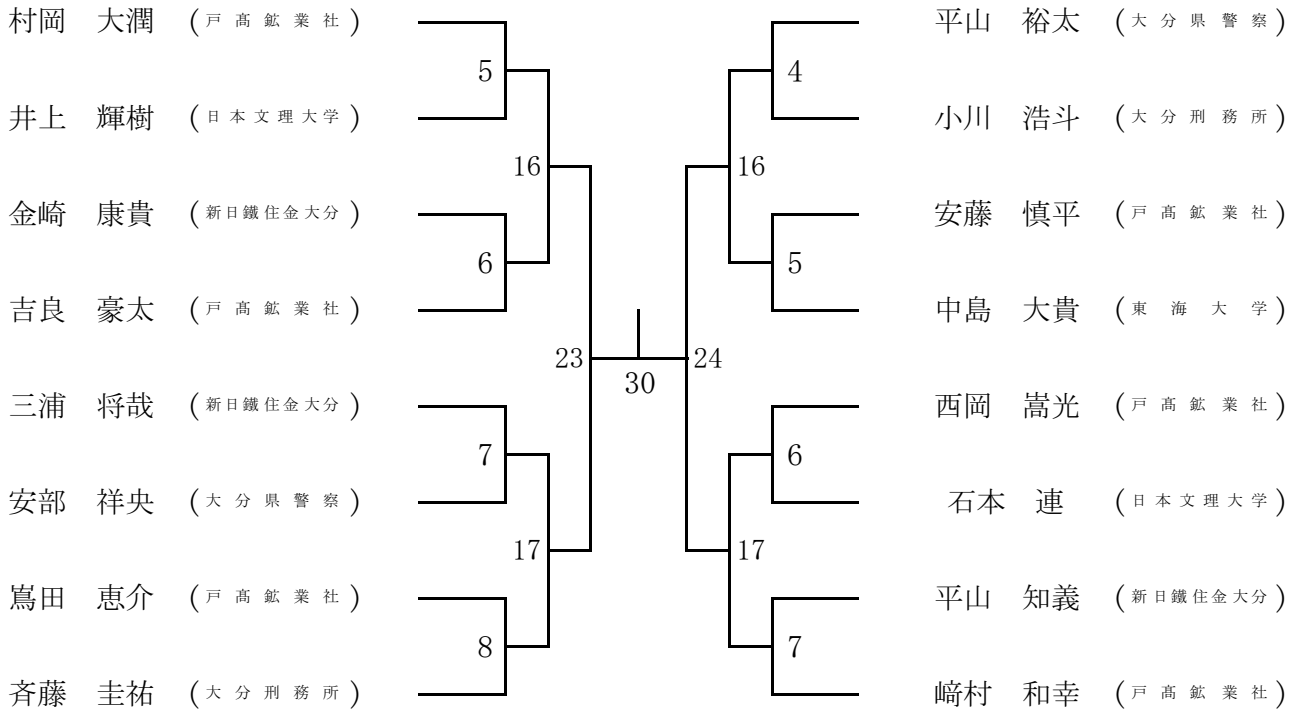 村岡 大潤 (戸髙鉱業社)
5
井上 輝樹 (日本文理大学)
16
金崎 康貴 (新日鐵住金大分)
6
吉良 豪太 (戸髙鉱業社)
23
三浦 将哉 (新日鐵住金大分)
7
安部 祥央 (大分県警察)
17
嶌田 恵介 (戸髙鉱業社)
8
斉藤 圭祐 (大分刑務所)
30
平山 裕太 (大分県警察)
4
小川 浩斗 (大分刑務所)
16
安藤 慎平 (戸髙鉱業社)
5
中島 大貴 (東海大学)
24
西岡 嵩光 (戸髙鉱業社)
6
石本 連 (日本文理大学)
17
平山 知義 (新日鐵住金大分)
7
﨑村 和幸 (戸髙鉱業社)